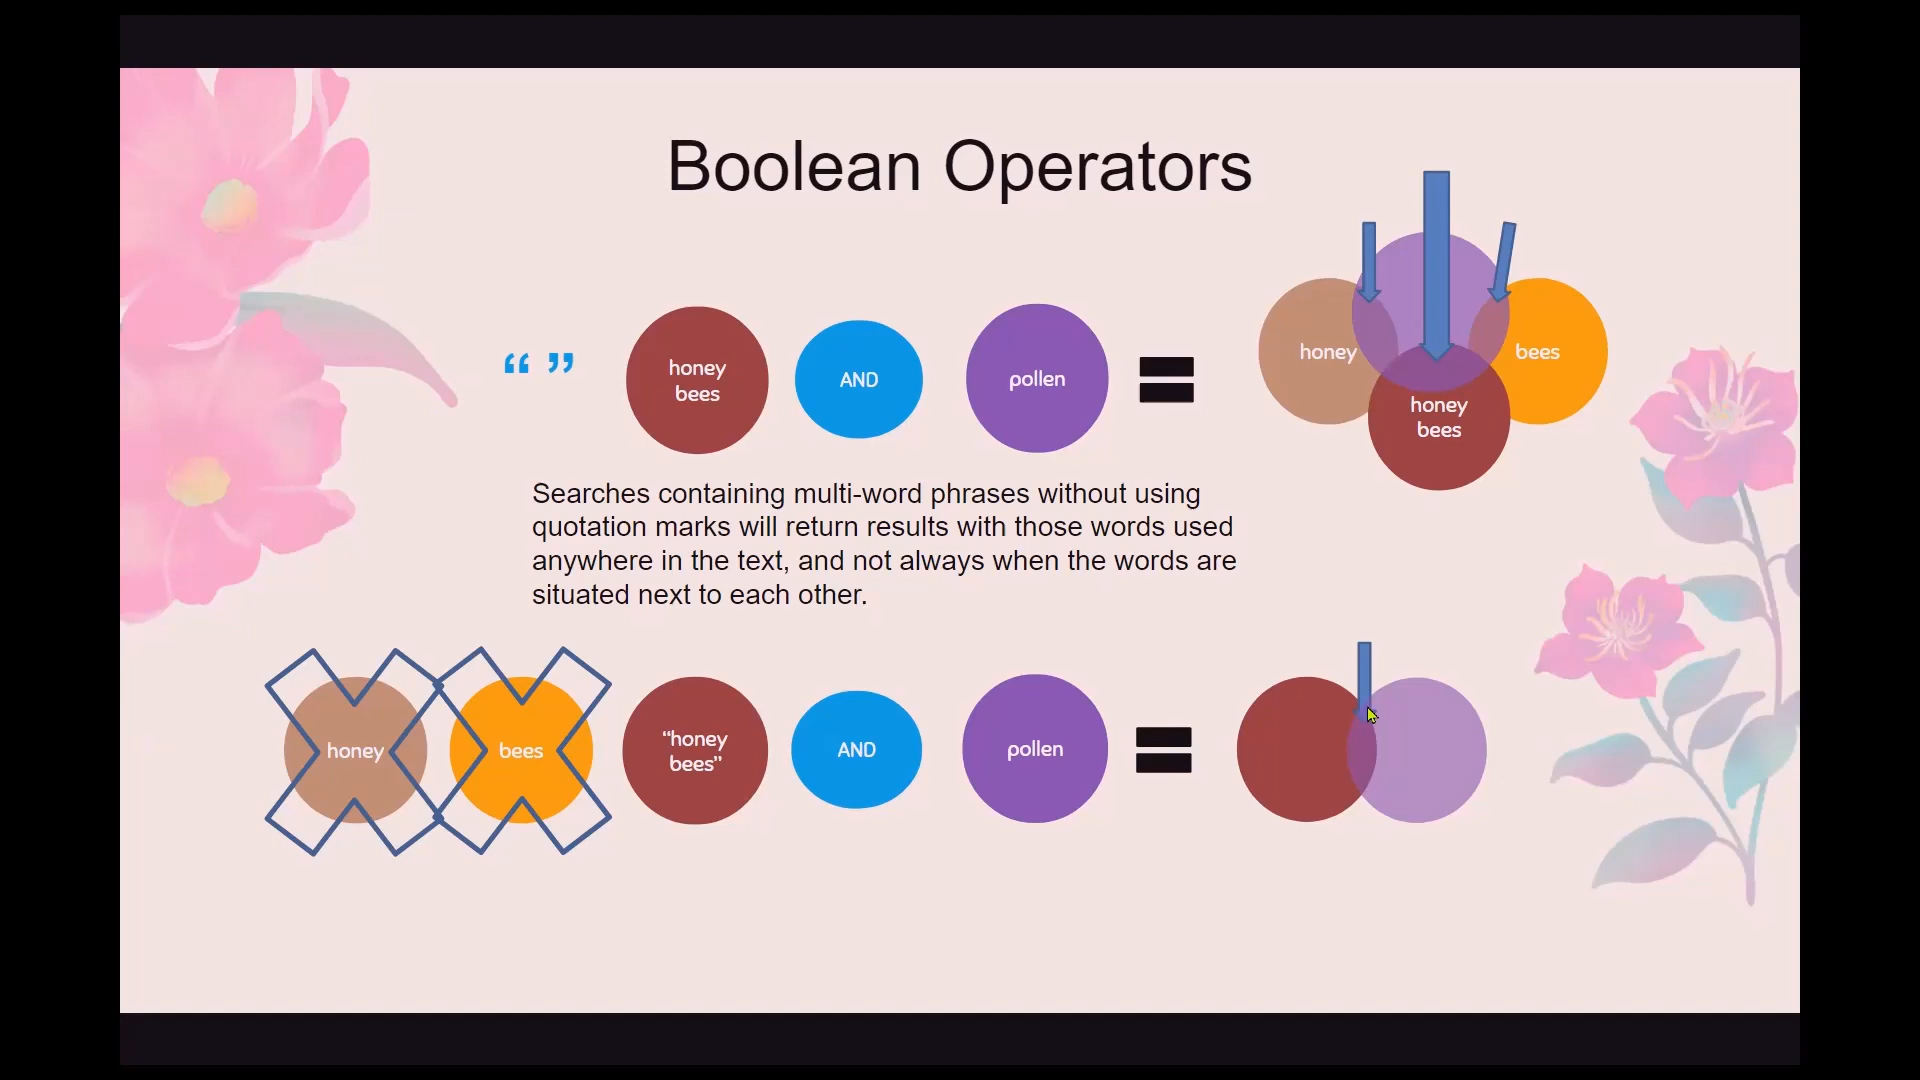 Boolean Operators
“ ”
honey
bees
AND
pollen
=
honey
bees
honey
bees
Searches containing multi-word phrases without using
quotation marks will return results with those words used
anywhere in the text, and not always when the words are
situated next to each other.
honey
bees
“honey
bees”
AND
pollen
=